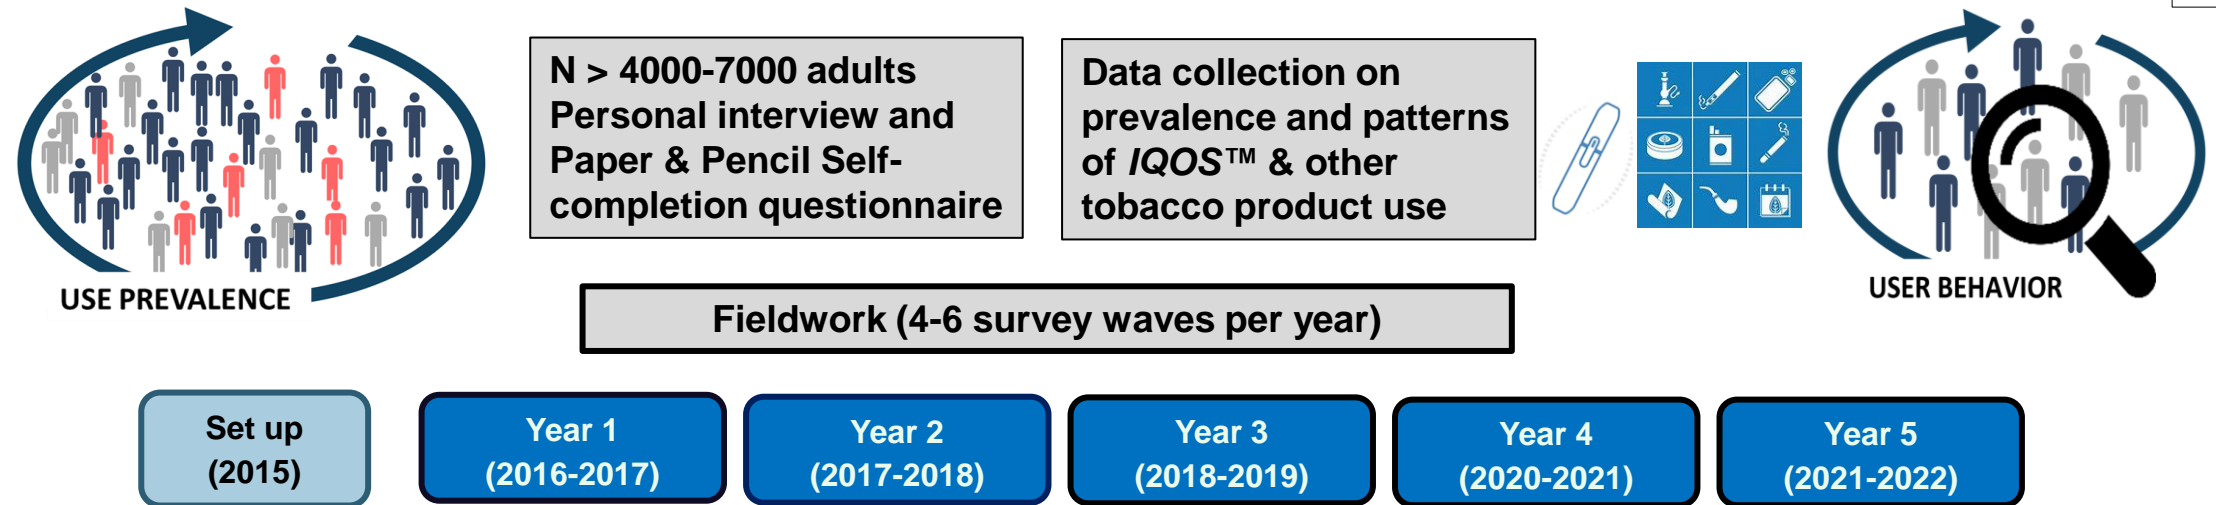 N > 4000-7000 adults
Personal interview and
Paper & Pencil Self-
completion questionnaire
Data collection on
prevalence and patterns
of IQOS™ & other
tobacco product use
USE PREVALENCE
USER BEHAVIOR
Fieldwork (4-6 survey waves per year)
Set up
(2015)
Year 1
(2016-2017)
Year 2
(2017-2018)
Year 3
(2018-2019)
Year 4
(2020-2021)
Year 5
(2021-2022)